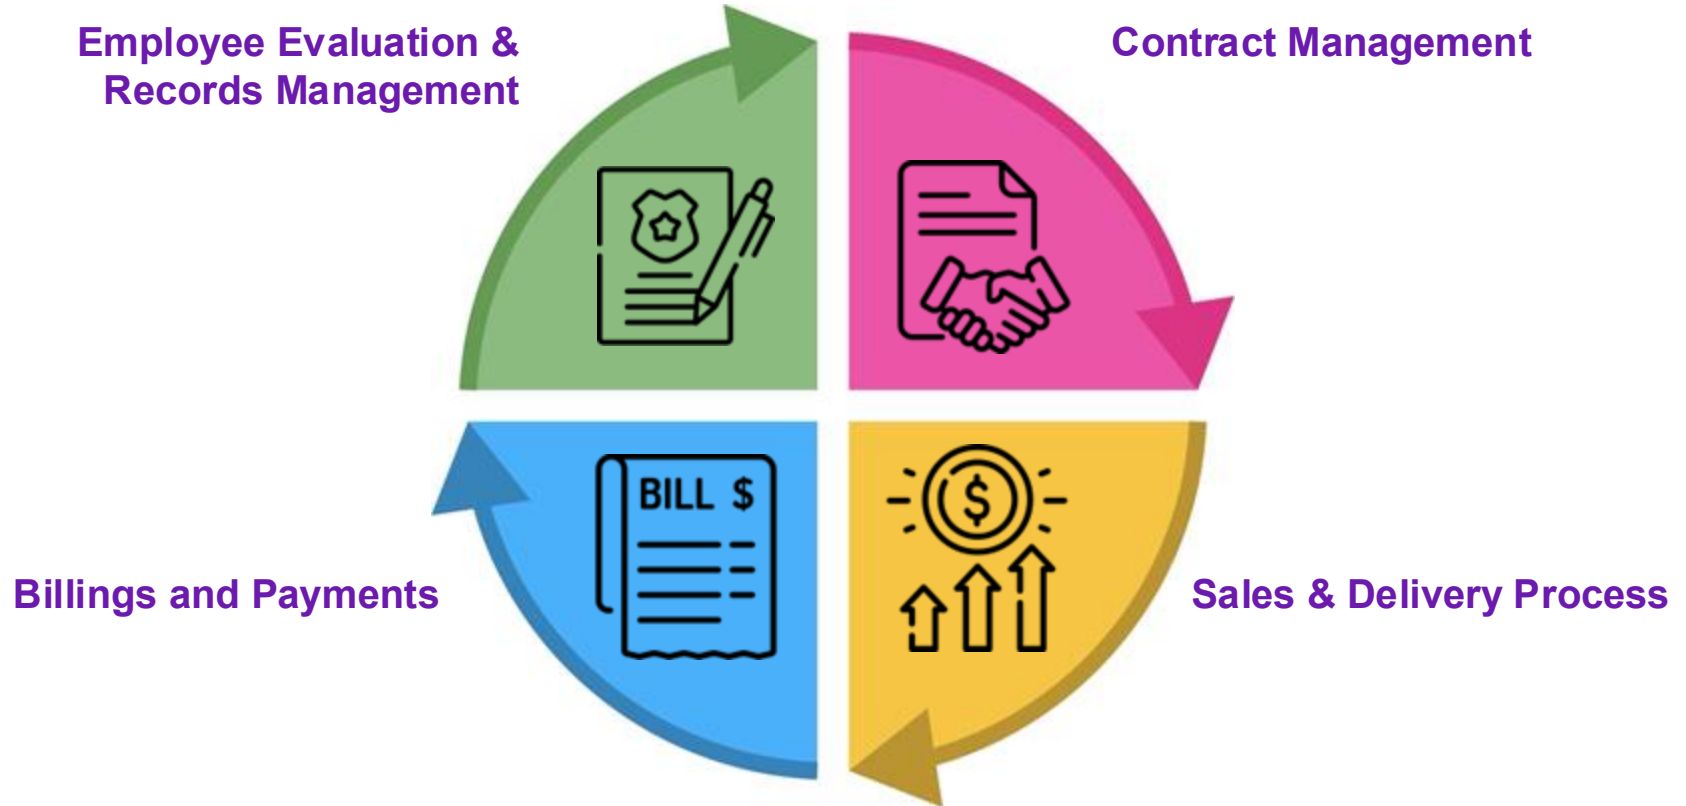 Employee Evaluation &
Records Management
Contract Management
BILL $
$
Billings and Payments
Sales & Delivery Process